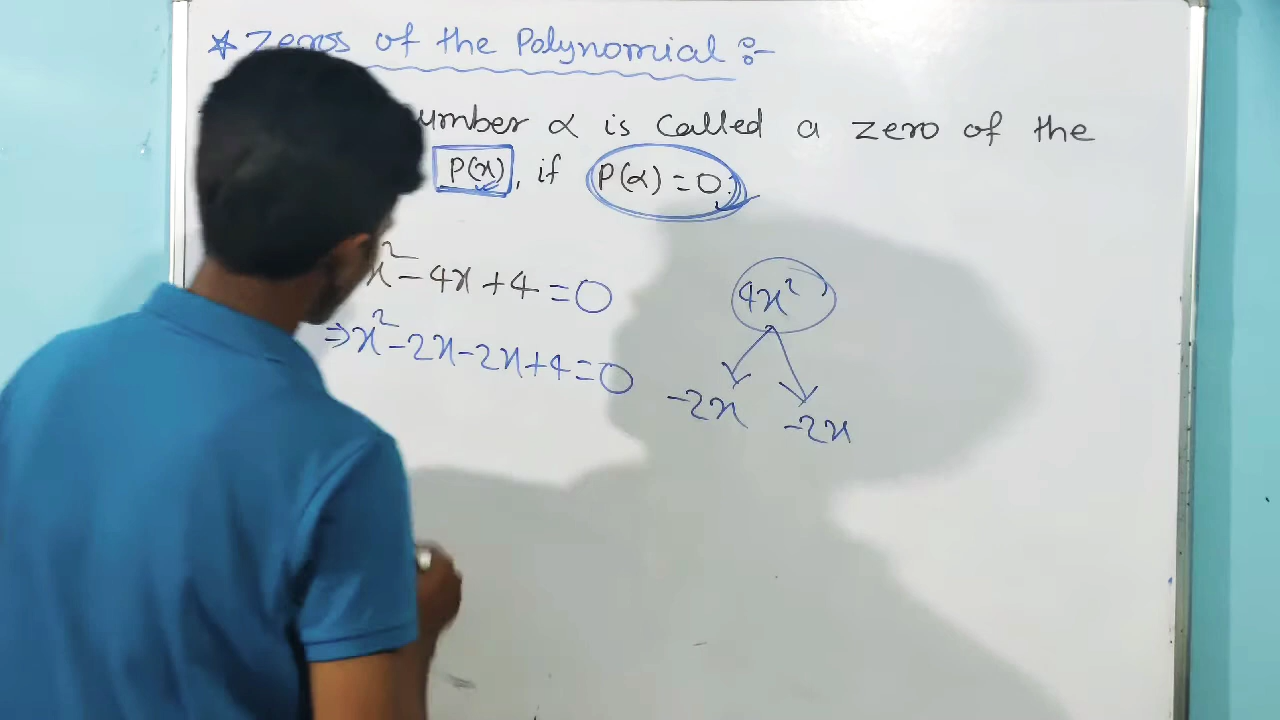 * Zeros of the Polynomial :-
number α is called a zero of the
P(x), if P(α) = 0.
x² - 4x + 4 = 0
⇒ x² - 2x - 2x + 4 = 0
4x²
-2x -2x